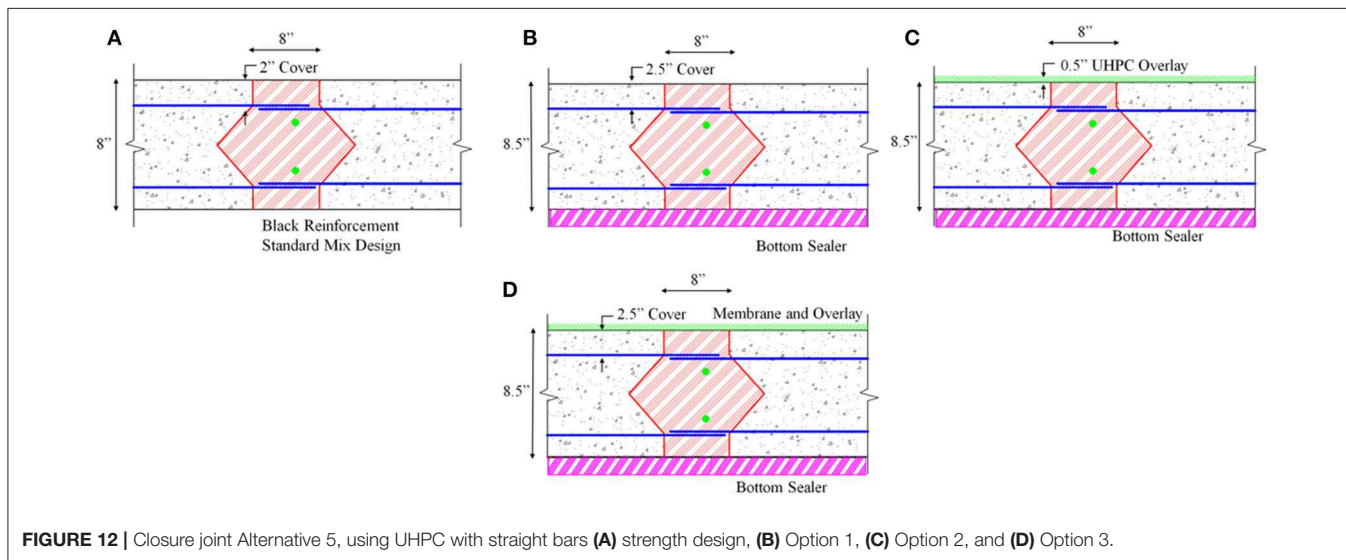 A
8”
2” Cover
8”
Black Reinforcement
Standard Mix Design
B
8”
2.5” Cover
8.5”
Bottom Sealer
C
8”
0.5” UHPC Overlay
8.5”
Bottom Sealer
D
8”
2.5” Cover
Membrane and Overlay
8.5”
Bottom Sealer
FIGURE 12 | Closure joint Alternative 5, using UHPC with straight bars (A) strength design, (B) Option 1, (C) Option 2, and (D) Option 3.